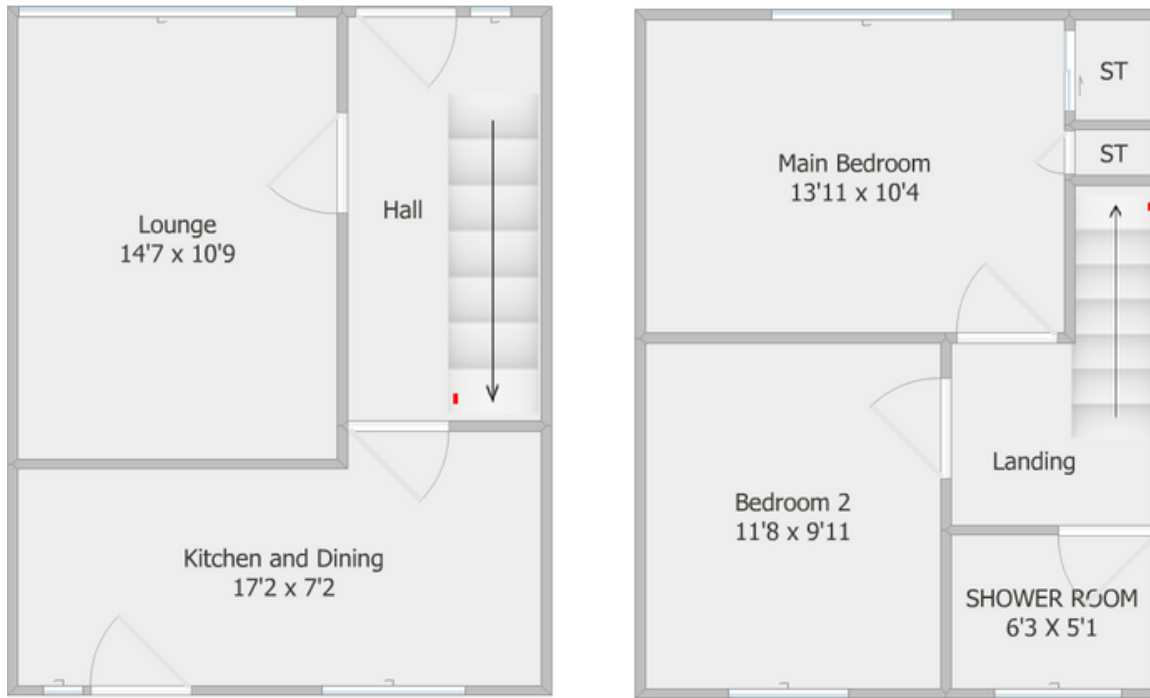 Lounge
14'7 x 10'9
Hall
Kitchen and Dining
17'2 x 7'2
ST
ST
Main Bedroom
13'11 x 10'4
Landing
Bedroom 2
11'8 x 9'11
SHOWER ROOM
6'3 X 5'1